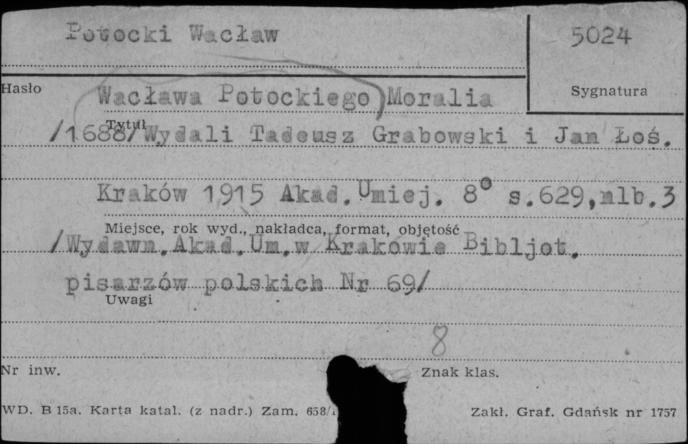 Potocki Wacław
5024
Hasło
Sygnatura
Wacława Potockiego Moralia
Tytuł
/1688/Wydali Tadeusz Grabowski i Jan Łoś.
Kraków 1915 Akad.Umiej. 8° s.629,nlb.3
Miejsce, rok wyd., nakładca, format, objętość
/Wydawn.Akad.Um.w Krakowie Bibljot.
pisarzów polskich Nr 69/
Uwagi
8
Nr inw.
Znak klas.
WD. B 15a. Karta katal. (z nadr.) Zam. 658/
Zakł. Graf. Gdańsk nr 1757